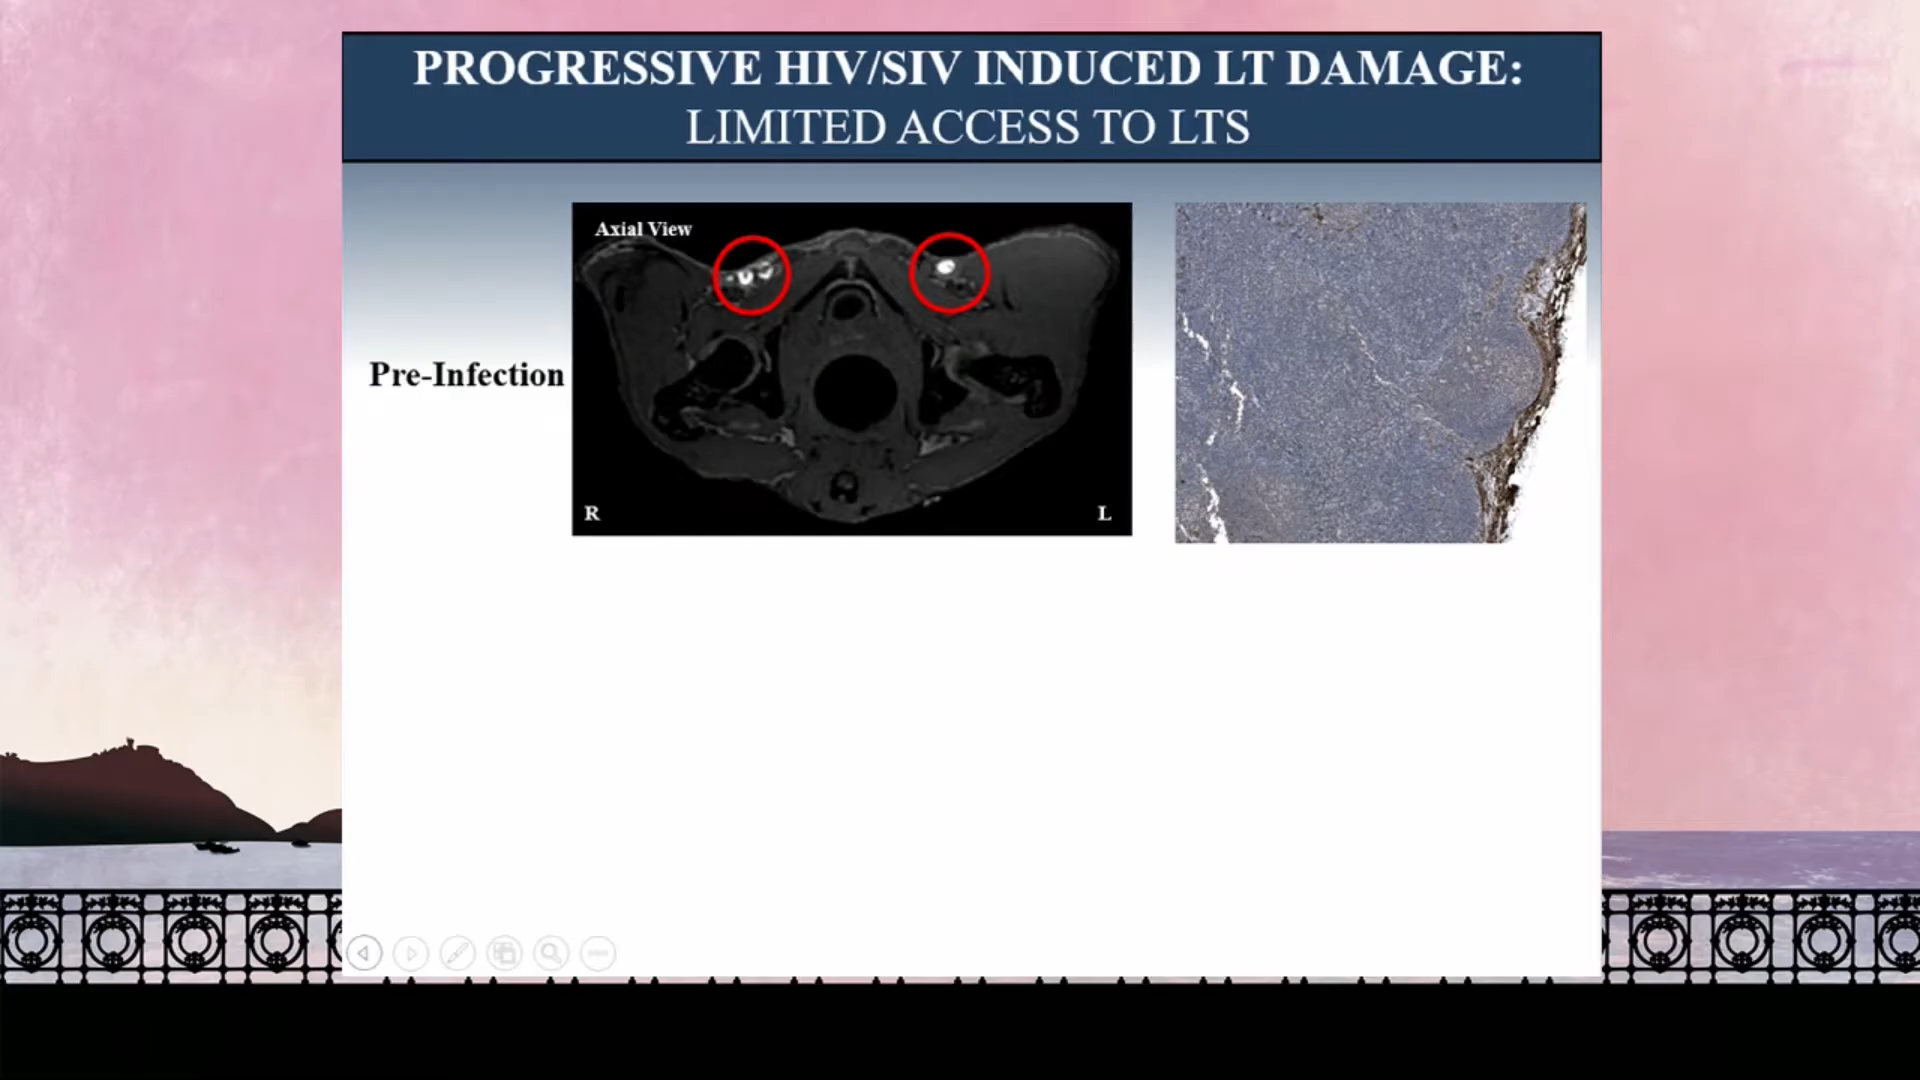 PROGRESSIVE HIV/SIV INDUCED LT DAMAGE:
LIMITED ACCESS TO LTS
Axial View
Pre-Infection
R
L